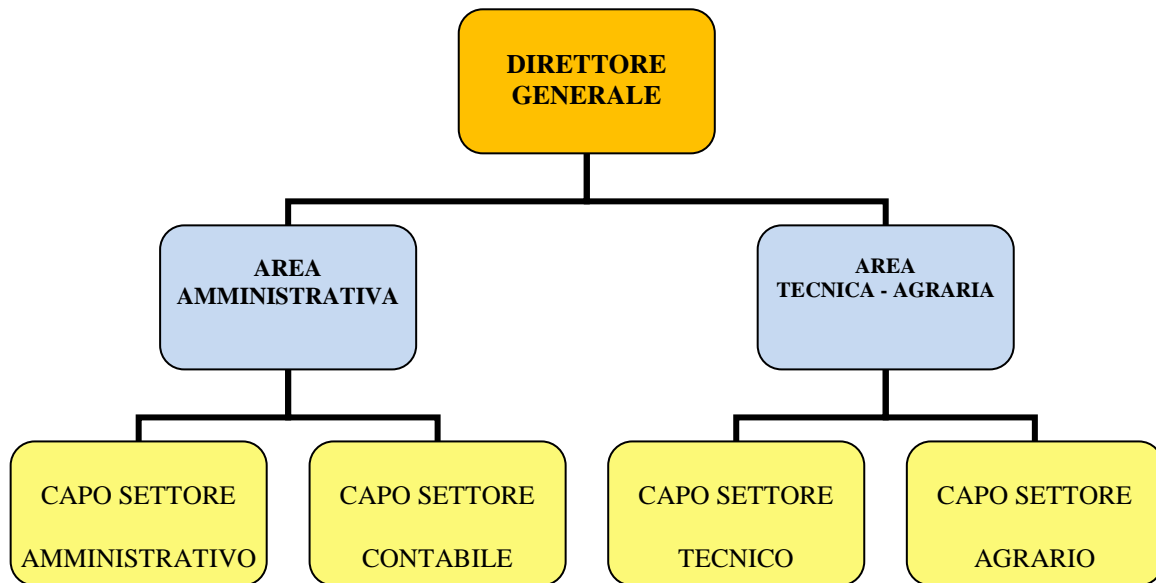 DIRETTORE
GENERALE
AREA
AMMINISTRATIVA
AREA
TECNICA - AGRARIA
CAPO SETTORE
AMMINISTRATIVO
CAPO SETTORE
CONTABILE
CAPO SETTORE
TECNICO
CAPO SETTORE
AGRARIO